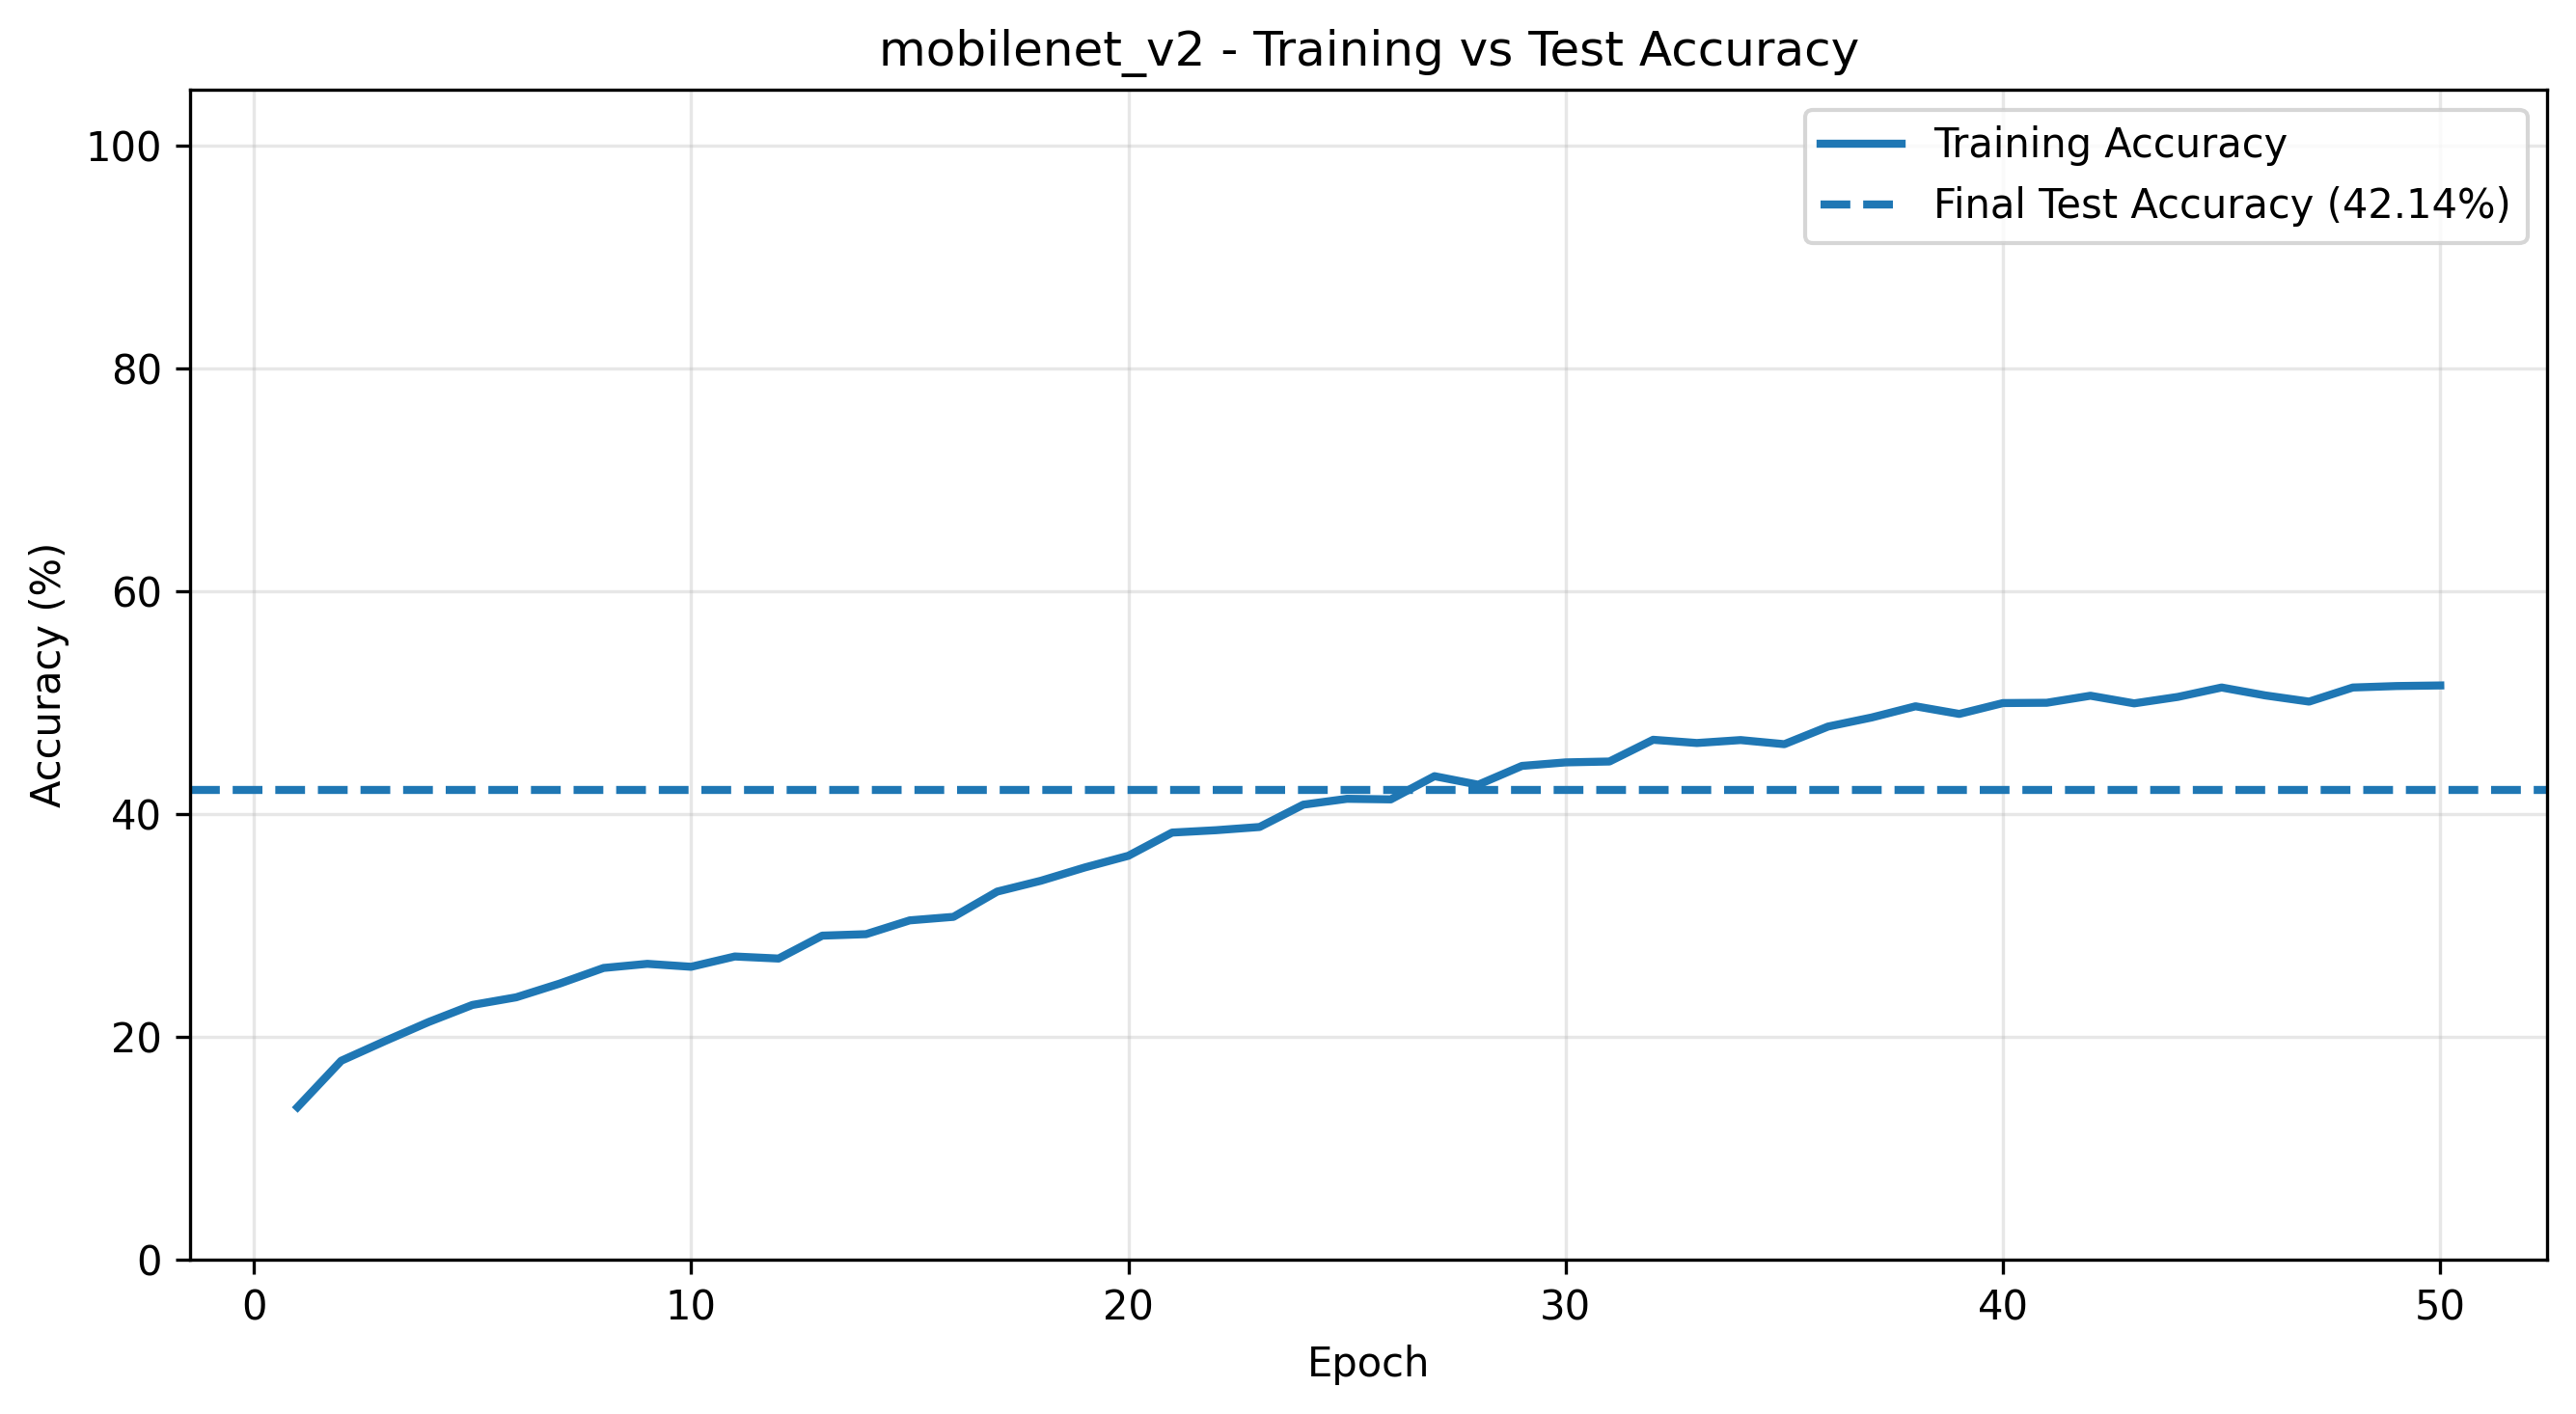 mobilenet_v2 - Training vs Test Accuracy
Training Accuracy
Final Test Accuracy (42.14%)
Accuracy (%)
100
80
60
40
20
0
0 10 20 30 40 50
Epoch